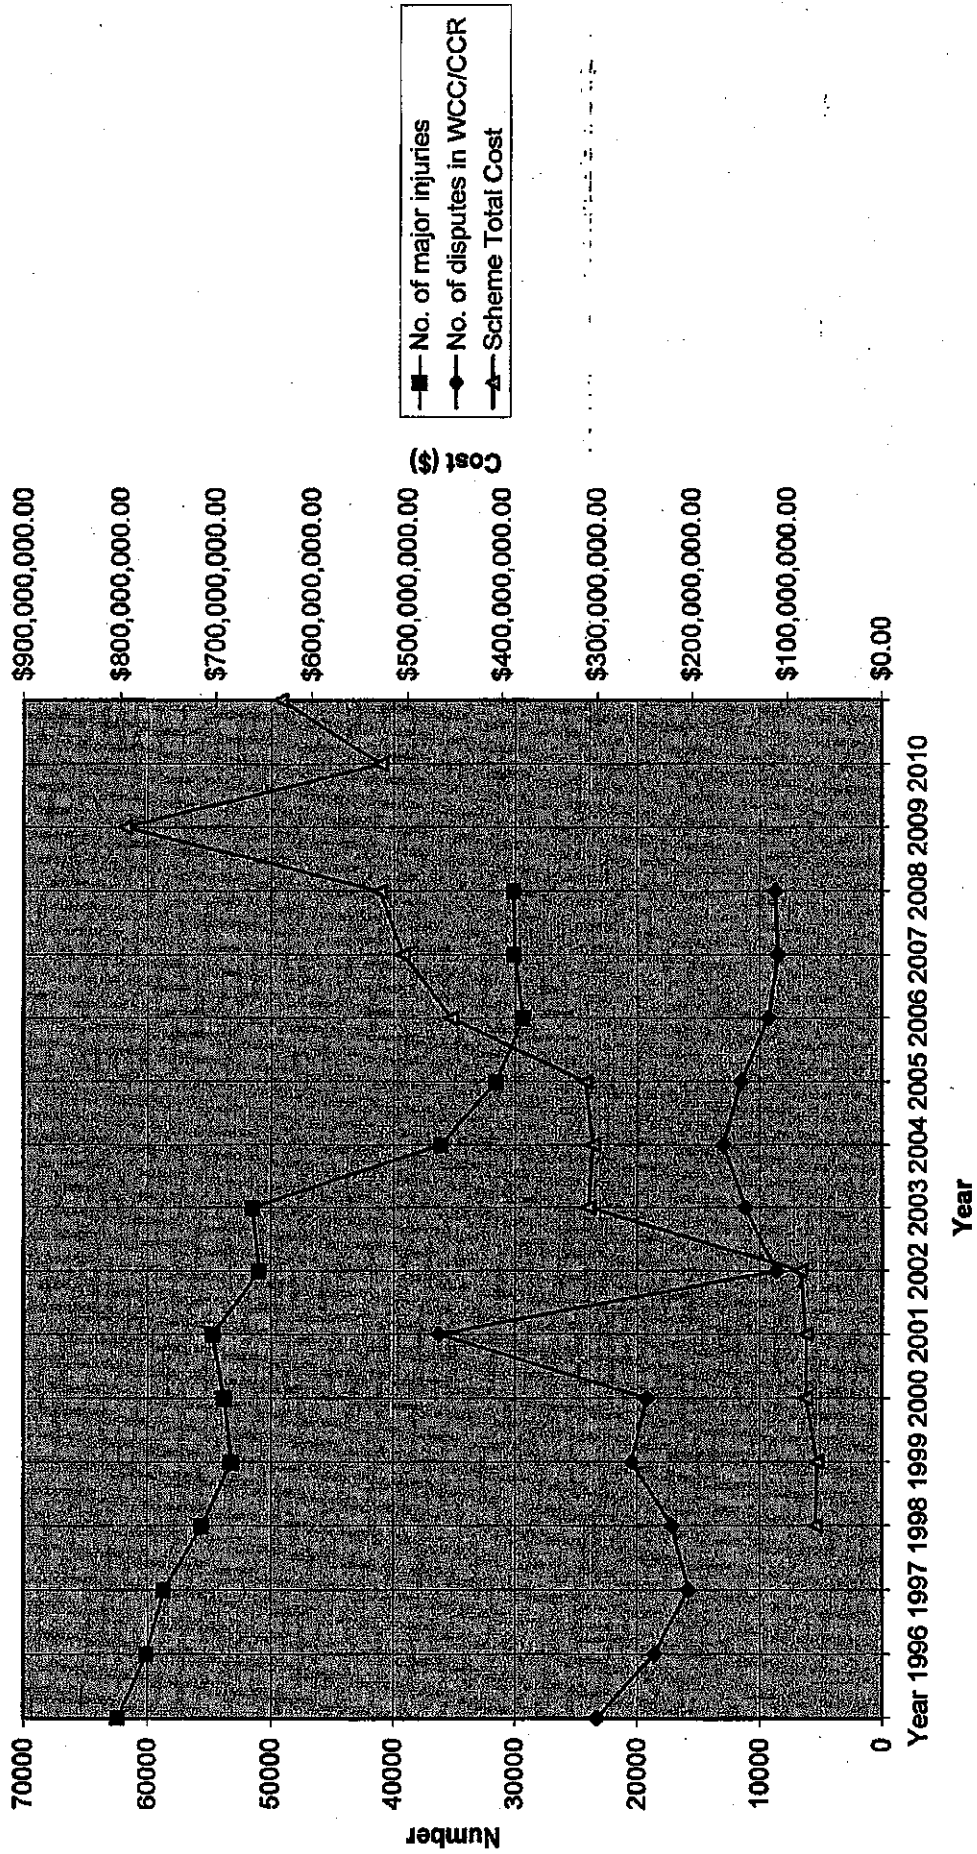 $900,000,000.00
$800,000,000.00
$700,000,000.00
$600,000,000.00
$500,000,000.00
$400,000,000.00
$300,000,000.00
$200,000,000.00
$100,000,000.00
$0.00
Cost ($)
70000
60000
50000
40000
30000
20000
10000
0
Number
Year 1996 1997 1998 1999 2000 2001 2002 2003 2004 2005 2006 2007 2008 2009 2010
Year
No. of major injuries
No. of disputes in WCC/CCR
Scheme Total Cost